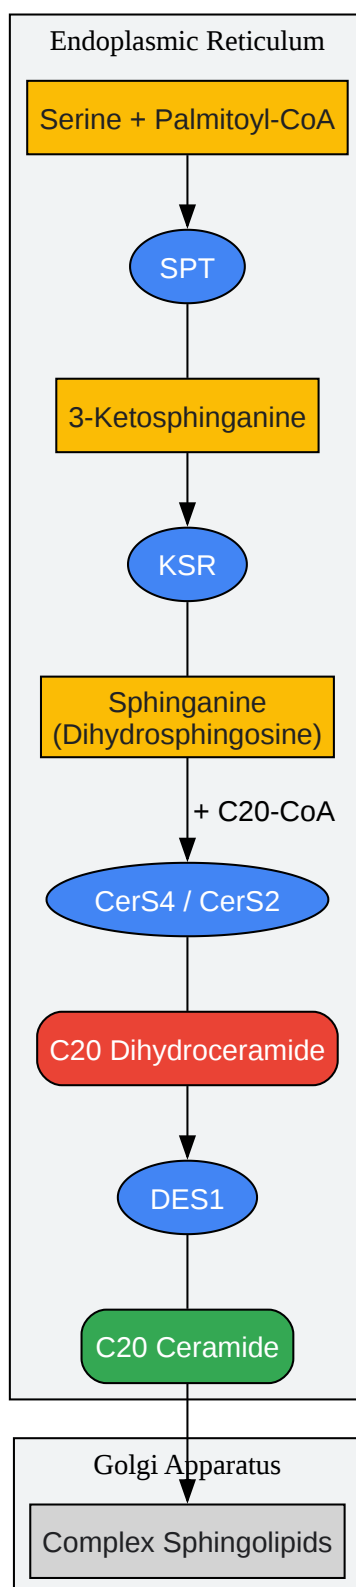 Endoplasmic Reticulum
Serine + Palmitoyl-CoA
SPT
3-Ketosphinganine
KSR
Sphinganine
(Dihydrosphingosine)
+ C20-CoA
CerS4 / CerS2
C20 Dihydroceramide
DES1
C20 Ceramide
Golgi Apparatus
Complex Sphingolipids